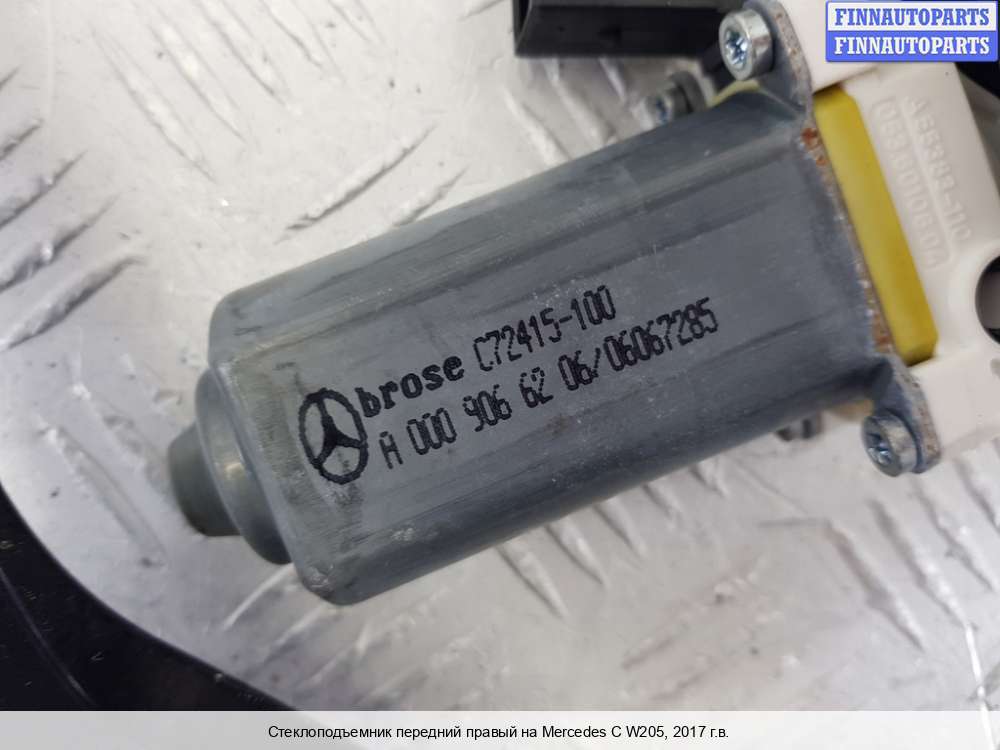 FINNAUTOPARTS
FINNAUTOPARTS
brose C72415-100
A 000 906 62 06/06067285
Стеклоподъемник передний правый на Mercedes C W205, 2017 г.в.